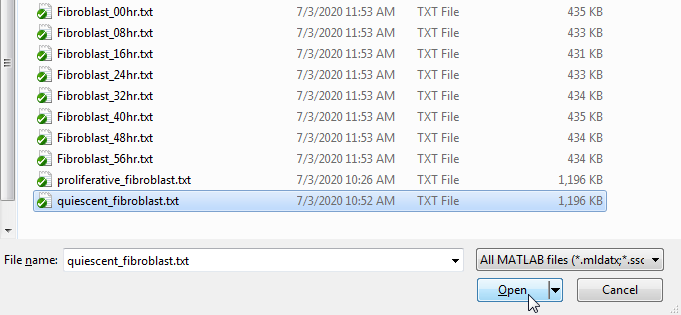 Fibroblast_00hr.txt 7/3/2020 11:53 AM TXT File 435 KB
Fibroblast_08hr.txt 7/3/2020 11:53 AM TXT File 433 KB
Fibroblast_16hr.txt 7/3/2020 11:53 AM TXT File 431 KB
Fibroblast_24hr.txt 7/3/2020 11:53 AM TXT File 433 KB
Fibroblast_32hr.txt 7/3/2020 11:53 AM TXT File 434 KB
Fibroblast_40hr.txt 7/3/2020 11:53 AM TXT File 435 KB
Fibroblast_48hr.txt 7/3/2020 11:53 AM TXT File 434 KB
Fibroblast_56hr.txt 7/3/2020 11:53 AM TXT File 434 KB
proliferative_fibroblast.txt 7/3/2020 10:26 AM TXT File 1,196 KB
quiescent_fibroblast.txt 7/3/2020 10:52 AM TXT File 1,196 KB
File name: quiescent_fibroblast.txt All MATLAB files (*.mldatx;*.ssc
Open Cancel